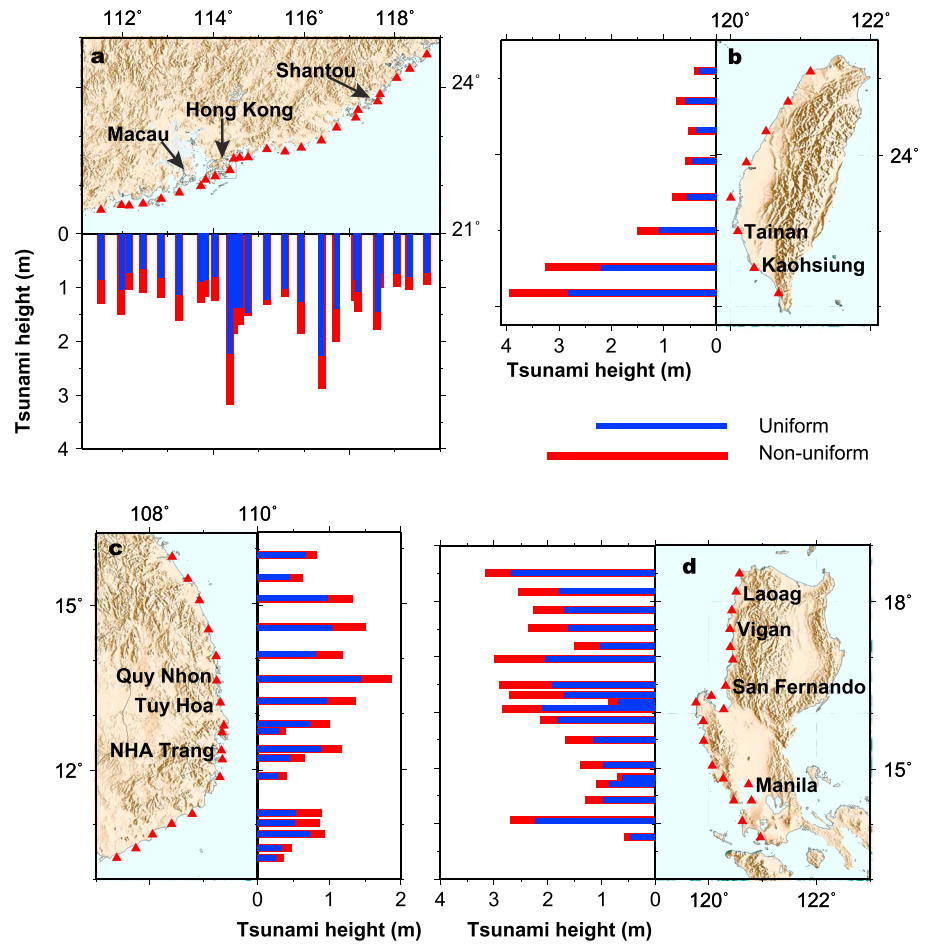 112° 114° 116° 118°
a
Shantou
Hong Kong
Macau
24°
21°
0
1
2
3
4
Tsunami height (m)
120° 122°
b
24°
Tainan
Kaohsiung
4 3 2 1 0
Tsunami height (m)
Uniform
Non-uniform
108° 110°
c
15°
Quy Nhon
Tuy Hoa
NHA Trang
12°
0 1 2
Tsunami height (m)
d
Laoag
18°
Vigan
San Fernando
15°
Manila
4 3 2 1 0
120° 122°
Tsunami height (m)